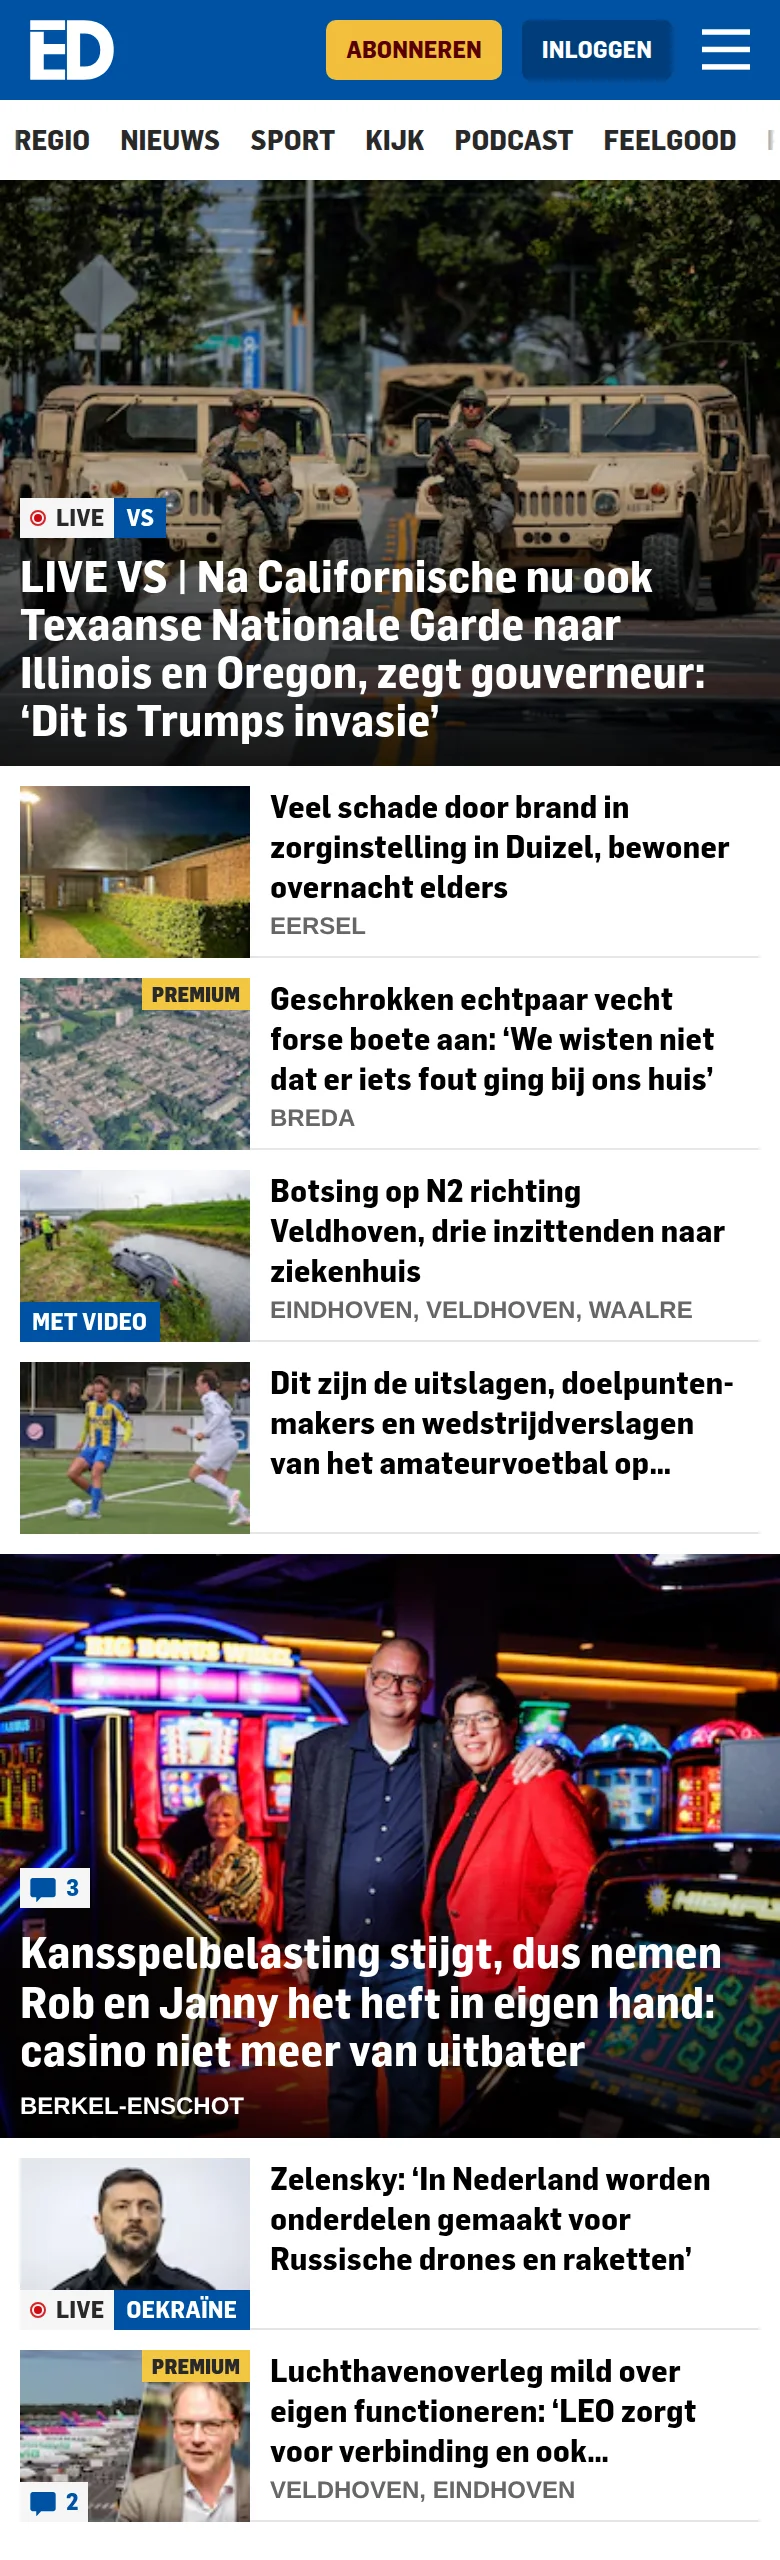 ED
ABONNEREN
INLOGGEN
REGIO NIEUWS SPORT KIJK PODCAST FEELGOOD
LIVE VS
LIVE VS | Na Californische nu ook
Texaanse Nationale Garde naar
Illinois en Oregon, zegt gouverneur:
‘Dit is Trumps invasie’
Veel schade door brand in
zorginstelling in Duizel, bewoner
overnacht elders
EERSEL
PREMIUM
Geschrokken echtpaar vecht
forse boete aan: ‘We wisten niet
dat er iets fout ging bij ons huis’
BREDA
Botsing op N2 richting
Veldhoven, drie inzittenden naar
ziekenhuis
EINDHOVEN, VELDHOVEN, WAALRE
MET VIDEO
Dit zijn de uitslagen, doelpunten-
makers en wedstrijdverslagen
van het amateurvoetbal op...
BIG BONUS WHEEL
3
Kansspelbelasting stijgt, dus nemen
Rob en Janny het heft in eigen hand:
casino niet meer van uitbater
BERKEL-ENSCHOT
Zelensky: ‘In Nederland worden
onderdelen gemaakt voor
Russische drones en raketten’
LIVE OEKRAÏNE
PREMIUM
Luchthavenoverleg mild over
eigen functioneren: ‘LEO zorgt
voor verbinding en ook...
VELDHOVEN, EINDHOVEN
2